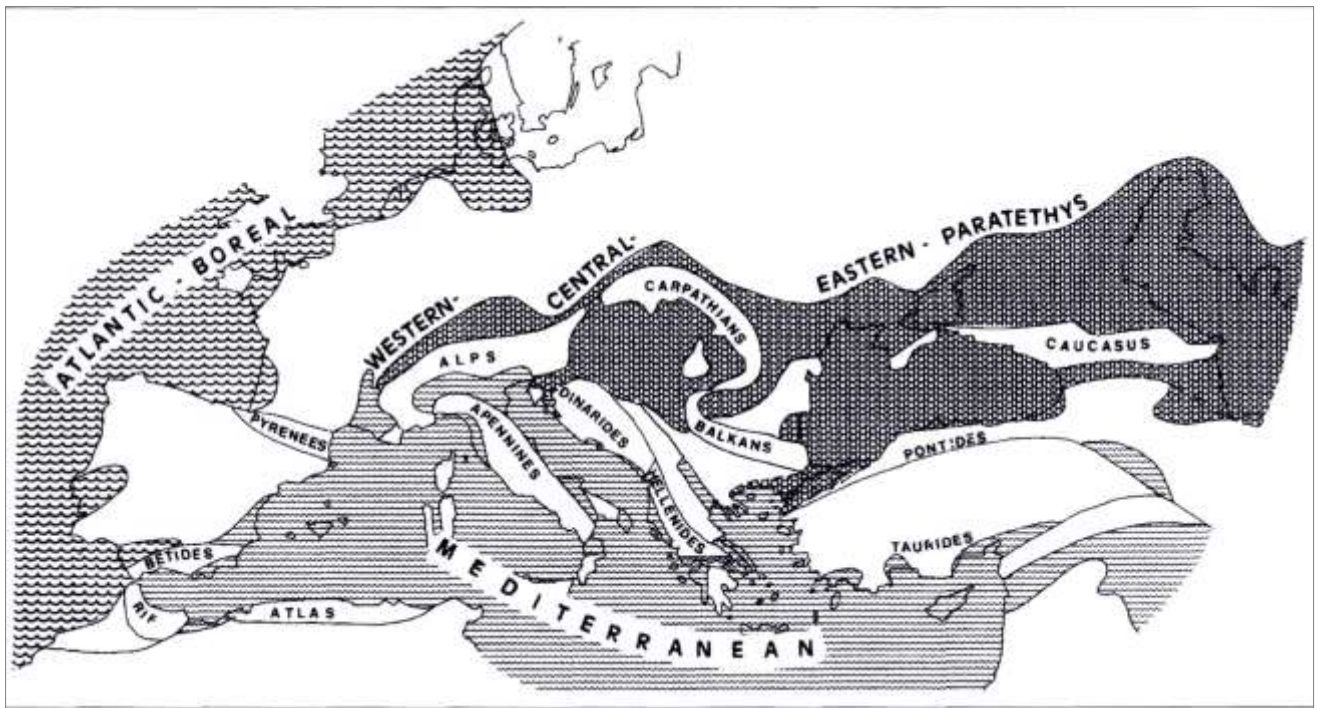 ATLANTIC - BOREAL
WESTERN-
CENTRAL-
EASTERN - PARATETHYS
CARPATHIANS
ALPS
CAUCASUS
DINARIDES
APENNINES
PYRENEES
BALKANS
PONTIDES
HELLENIDES
TAURIDES
BETIDES
MEDITERRANEAN
RIF
ATLAS